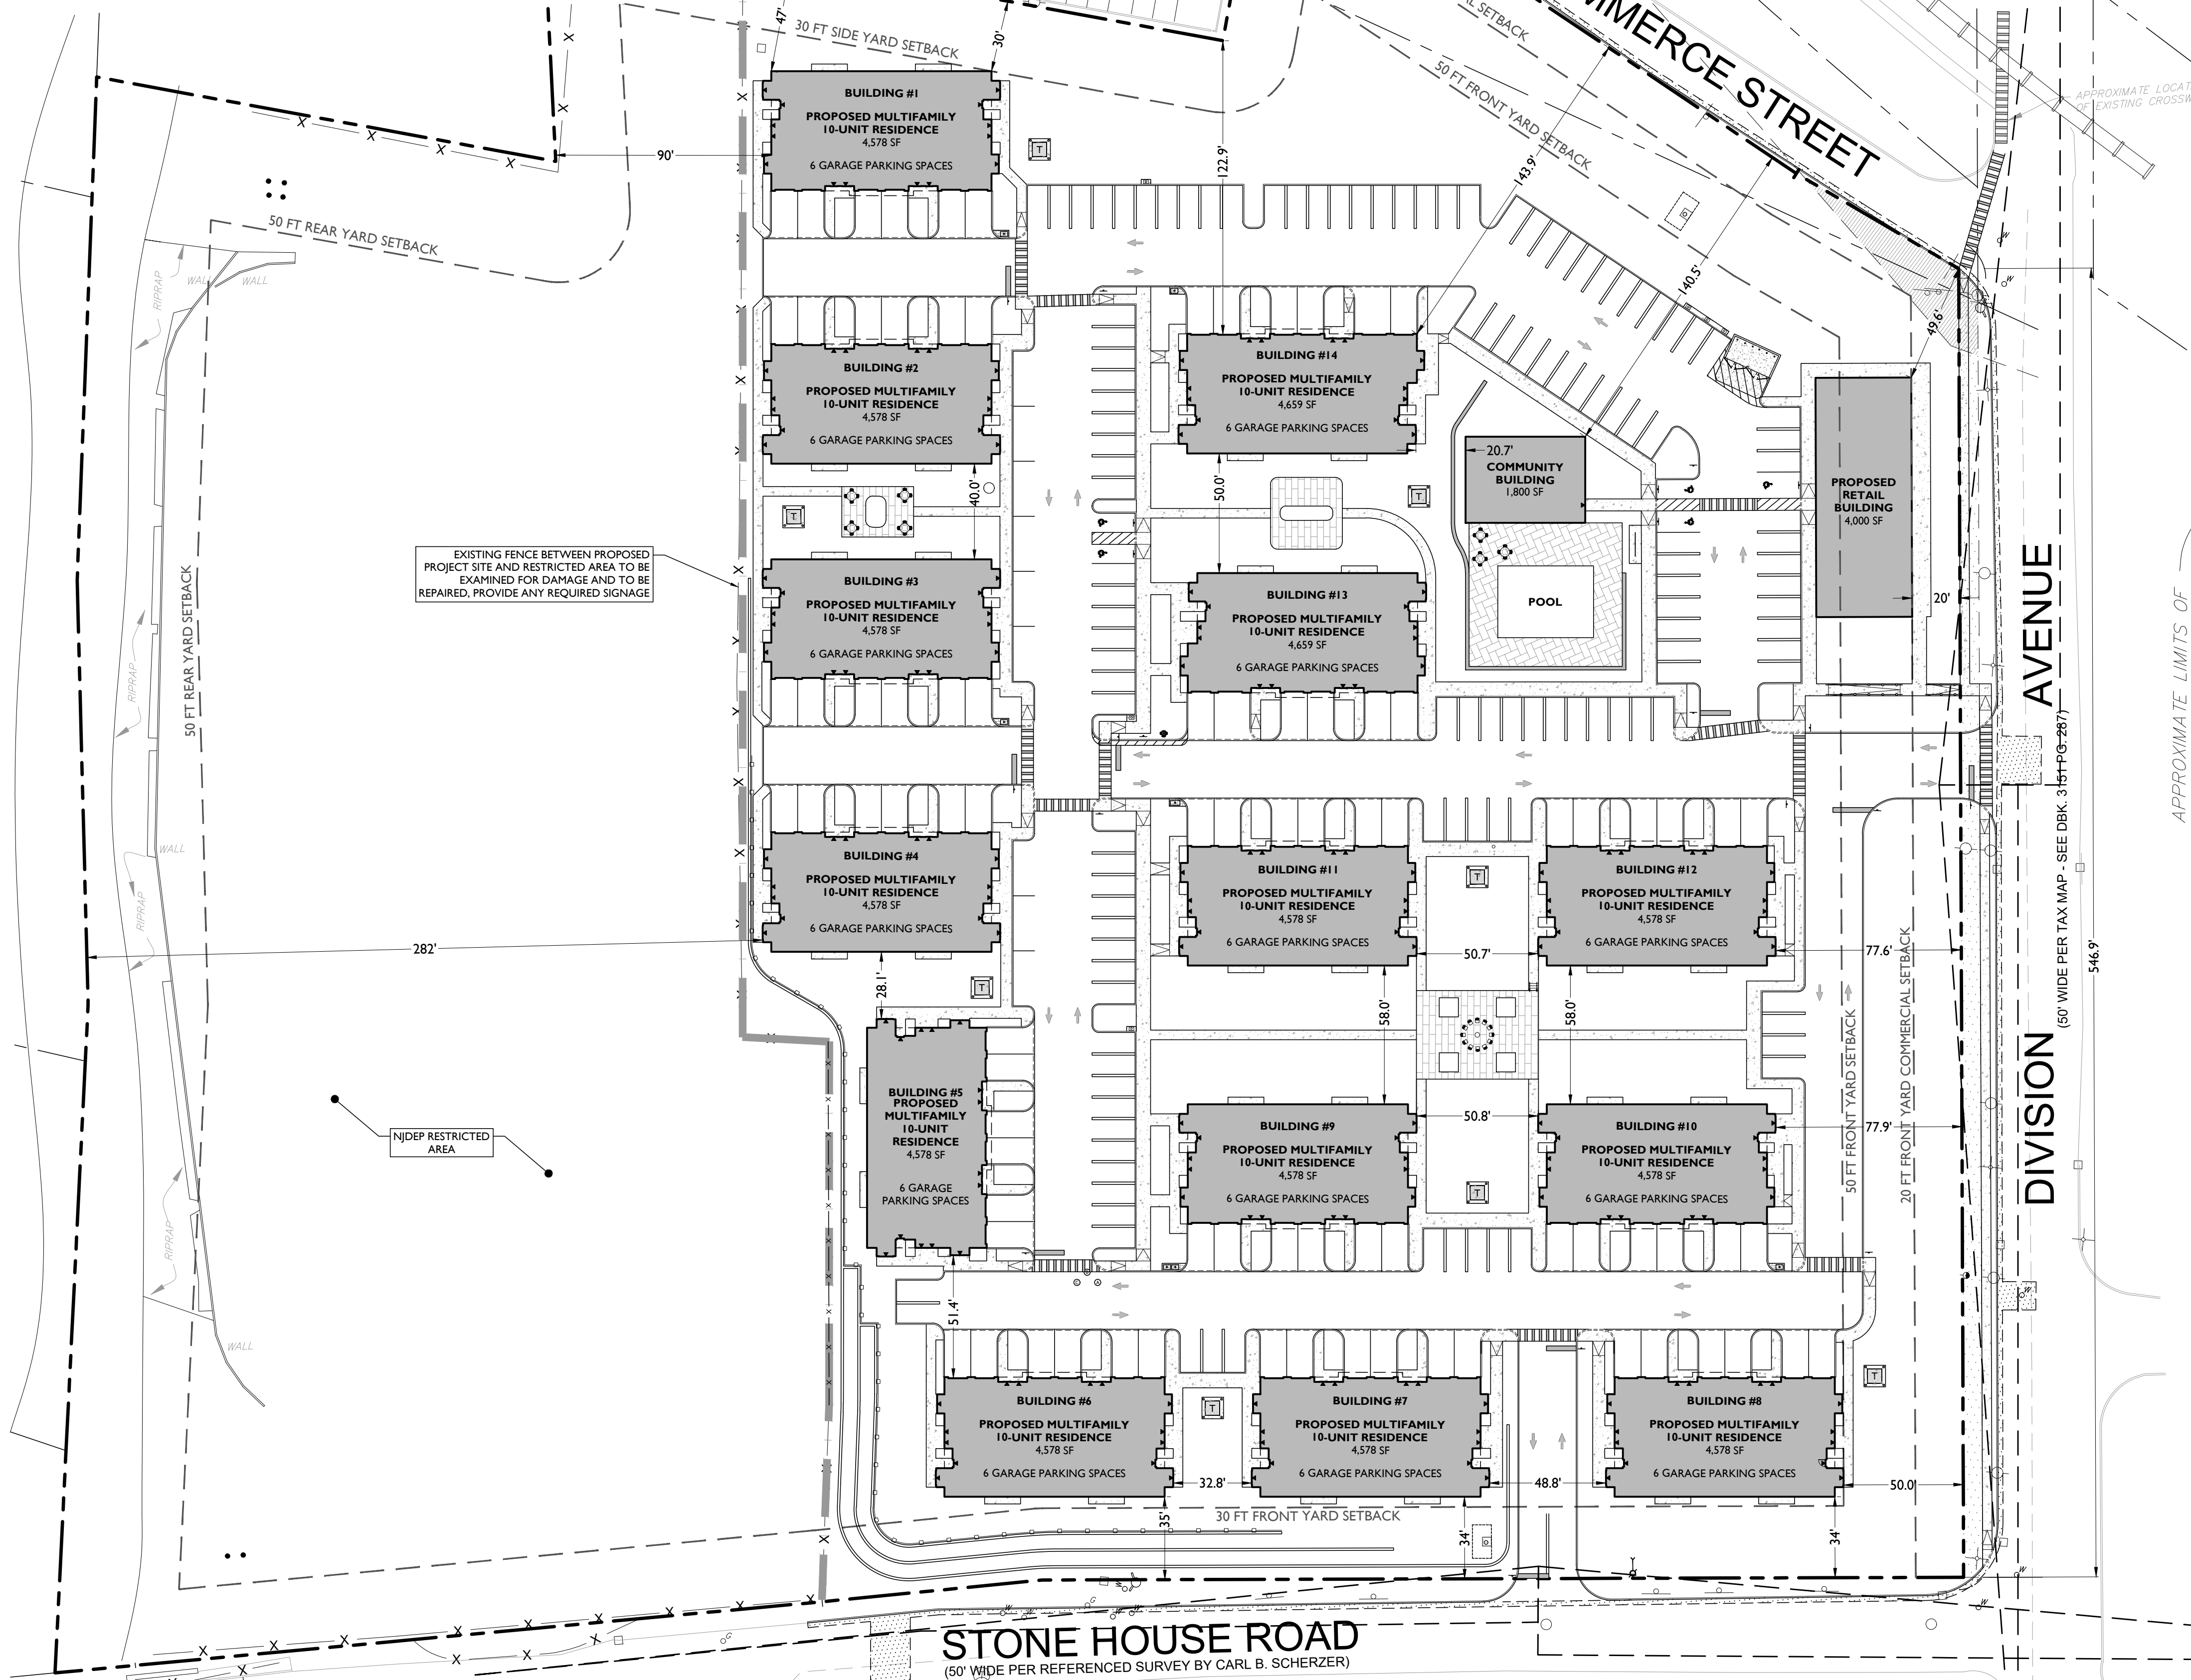 47'
30'
30 FT SIDE YARD SETBACK
SETBACK
50 FT FRONT YARD SETBACK
MMERCE STREET
APPROXIMATE LOCAT
OF EXISTING CROSSW
BUILDING #1
PROPOSED MULTIFAMILY
10-UNIT RESIDENCE
4,578 SF
6 GARAGE PARKING SPACES
90'
122.9'
143.9'
140.5'
49.6'
50 FT REAR YARD SETBACK
RIPRAP
WALL
WALL
BUILDING #2
PROPOSED MULTIFAMILY
10-UNIT RESIDENCE
4,578 SF
6 GARAGE PARKING SPACES
BUILDING #14
PROPOSED MULTIFAMILY
10-UNIT RESIDENCE
4,659 SF
6 GARAGE PARKING SPACES
20.7'
COMMUNITY
BUILDING
1,800 SF
PROPOSED
RETAIL
BUILDING
4,000 SF
40.0'
50.0'
T
T
T
EXISTING FENCE BETWEEN PROPOSED
PROJECT SITE AND RESTRICTED AREA TO BE
EXAMINED FOR DAMAGE AND TO BE
REPAIRED, PROVIDE ANY REQUIRED SIGNAGE
BUILDING #3
PROPOSED MULTIFAMILY
10-UNIT RESIDENCE
4,578 SF
6 GARAGE PARKING SPACES
BUILDING #13
PROPOSED MULTIFAMILY
10-UNIT RESIDENCE
4,659 SF
6 GARAGE PARKING SPACES
POOL
20'
50 FT REAR YARD SETBACK
RIPRAP
DIVISION AVENUE
(50' WIDE PER TAX MAP - SEE DBK. 3151 PG. 287)
APPROXIMATE LIMITS OF
WALL
RIPRAP
BUILDING #4
PROPOSED MULTIFAMILY
10-UNIT RESIDENCE
4,578 SF
6 GARAGE PARKING SPACES
BUILDING #11
PROPOSED MULTIFAMILY
10-UNIT RESIDENCE
4,578 SF
6 GARAGE PARKING SPACES
T
BUILDING #12
PROPOSED MULTIFAMILY
10-UNIT RESIDENCE
4,578 SF
6 GARAGE PARKING SPACES
282'
50.7'
77.6'
546.9'
28.1'
T
58.0'
58.0'
50 FT FRONT YARD SETBACK
20 FT FRONT YARD COMMERCIAL SETBACK
BUILDING #5
PROPOSED
MULTIFAMILY
10-UNIT
RESIDENCE
4,578 SF
6 GARAGE
PARKING SPACES
NJDEP RESTRICTED
AREA
50.8'
77.9'
BUILDING #9
PROPOSED MULTIFAMILY
10-UNIT RESIDENCE
4,578 SF
6 GARAGE PARKING SPACES
T
BUILDING #10
PROPOSED MULTIFAMILY
10-UNIT RESIDENCE
4,578 SF
6 GARAGE PARKING SPACES
RIPRAP
WALL
51.4'
BUILDING #6
PROPOSED MULTIFAMILY
10-UNIT RESIDENCE
4,578 SF
6 GARAGE PARKING SPACES
T
BUILDING #7
PROPOSED MULTIFAMILY
10-UNIT RESIDENCE
4,578 SF
6 GARAGE PARKING SPACES
BUILDING #8
PROPOSED MULTIFAMILY
10-UNIT RESIDENCE
4,578 SF
6 GARAGE PARKING SPACES
T
32.8'
48.8'
50.0'
30 FT FRONT YARD SETBACK
35'
34'
34'
STONE HOUSE ROAD
(50' WIDE PER REFERENCED SURVEY BY CARL B. SCHERZER)